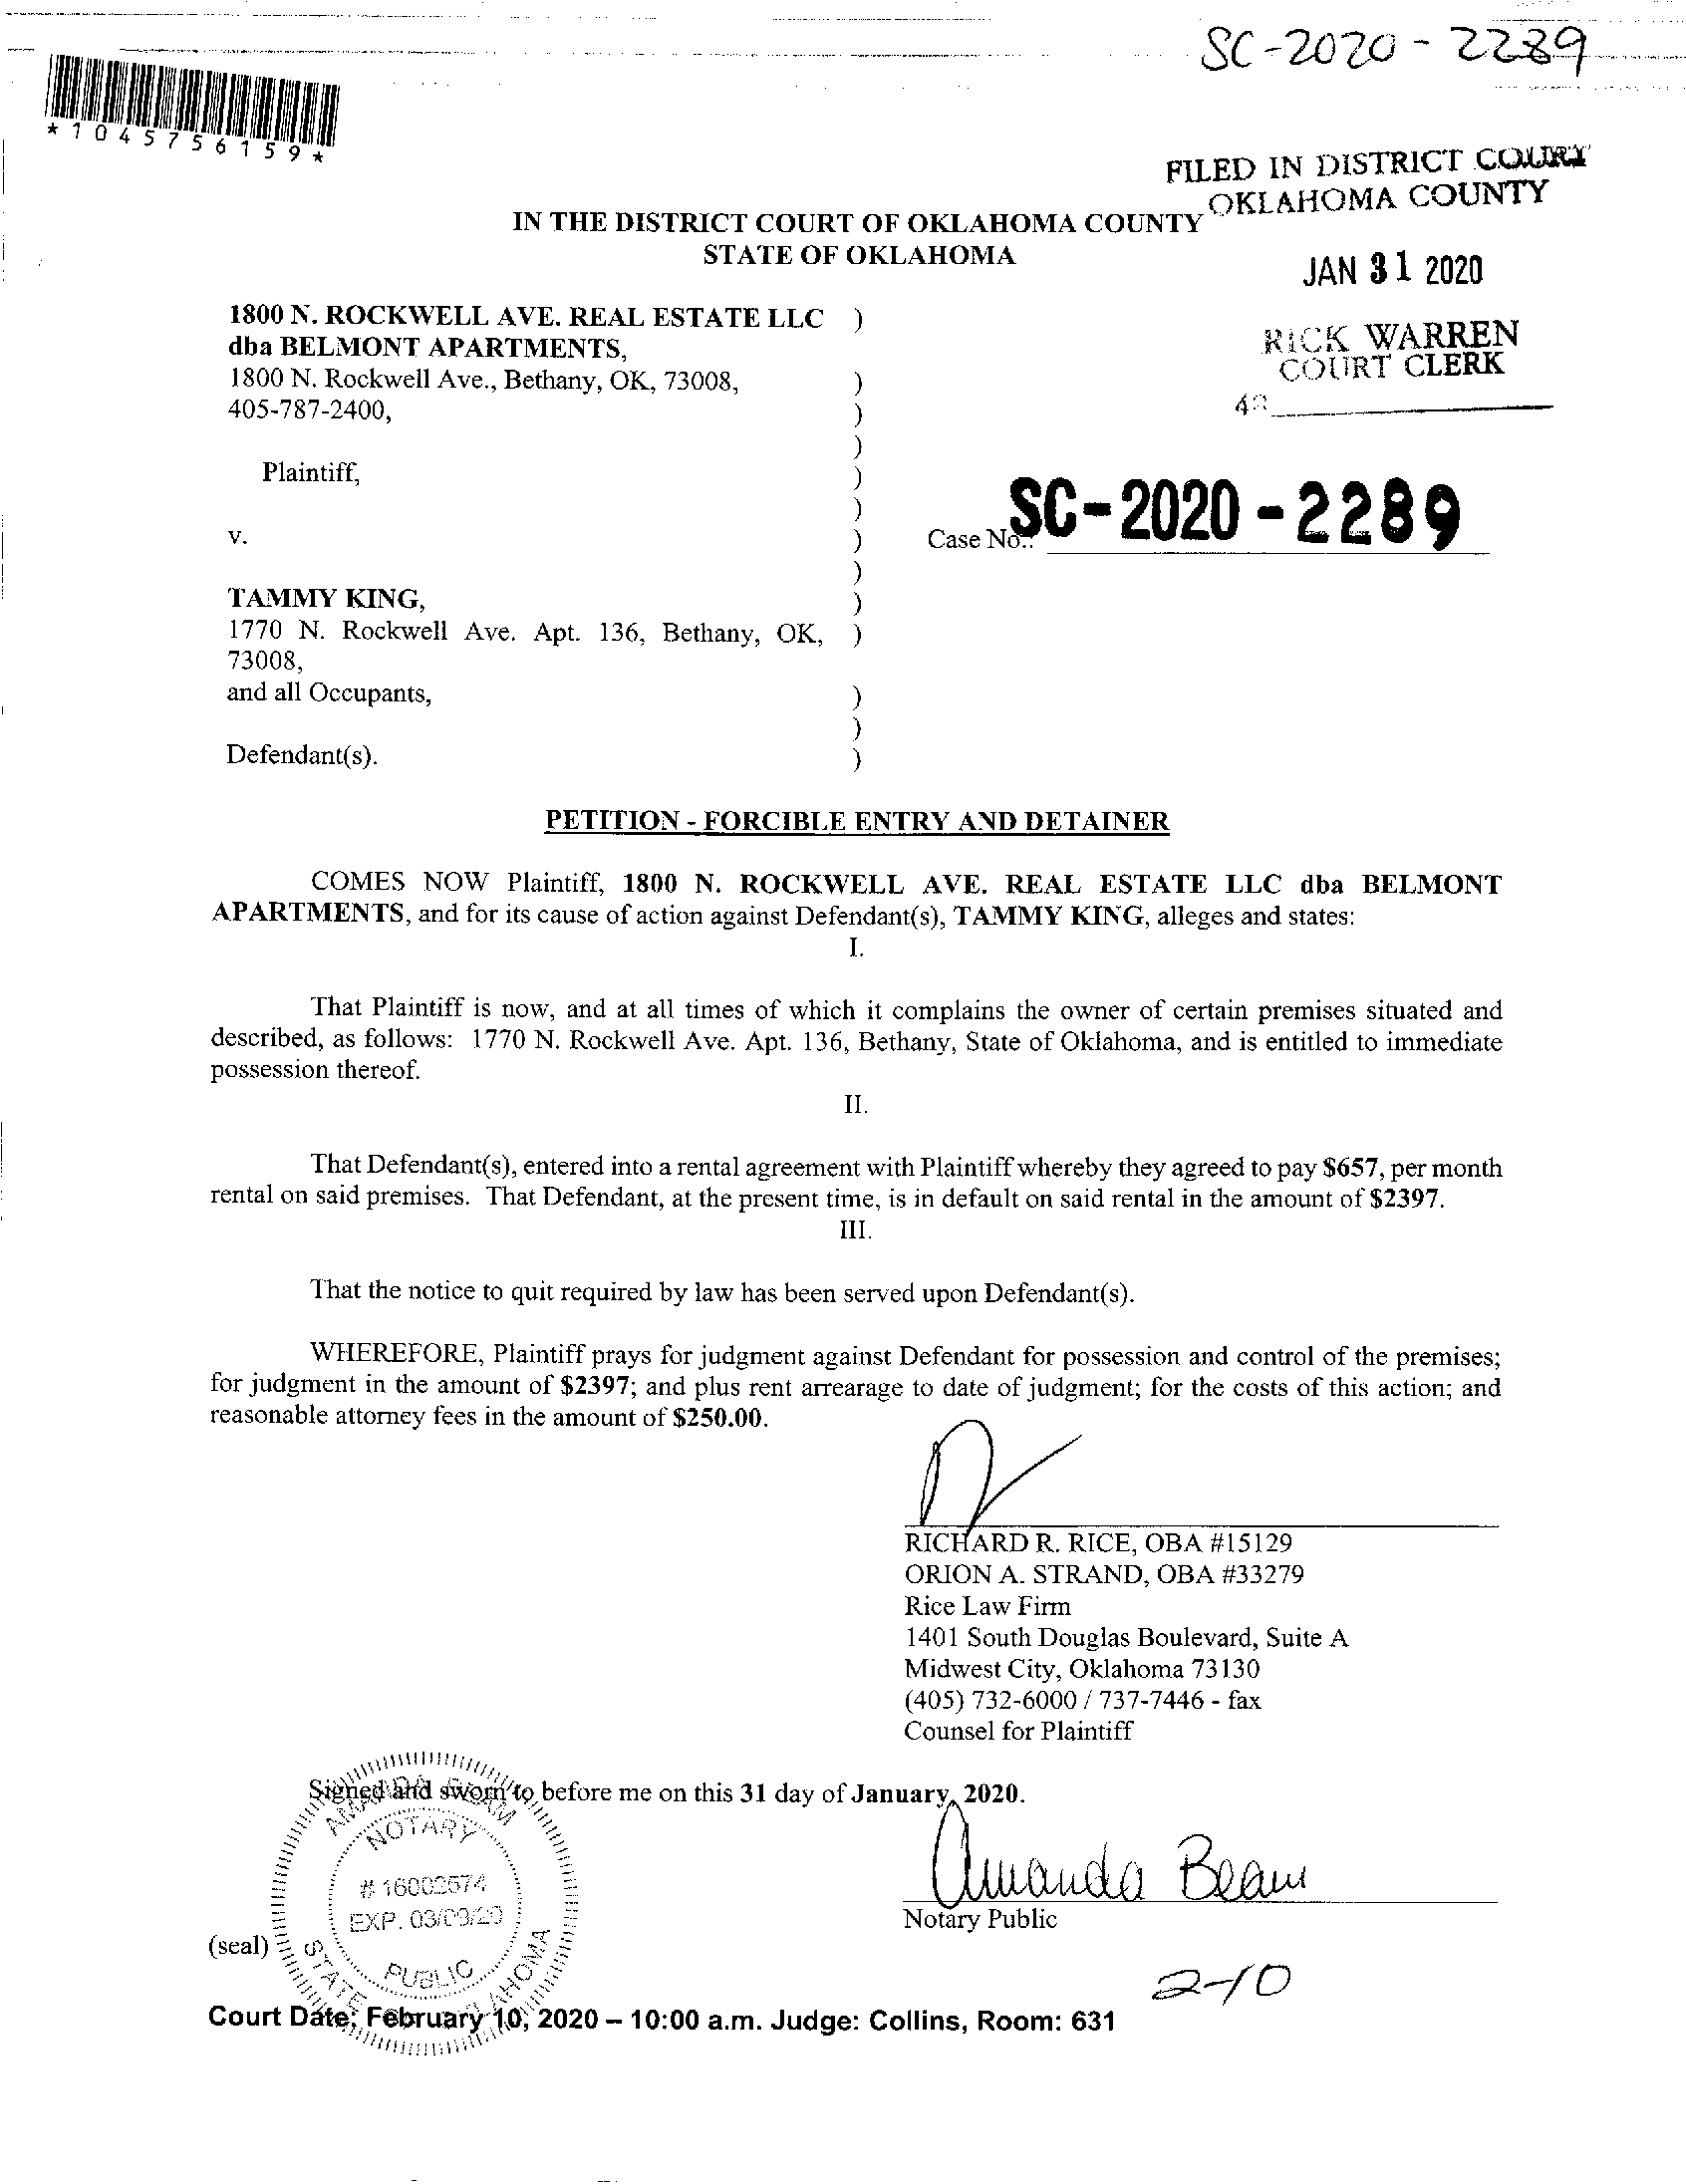 SC-2020-2289
*1045756159*
FILED IN DISTRICT COURT
OKLAHOMA COUNTY
IN THE DISTRICT COURT OF OKLAHOMA COUNTY
STATE OF OKLAHOMA
JAN 31 2020
RICK WARREN
COURT CLERK
1800 N. ROCKWELL AVE. REAL ESTATE LLC )
dba BELMONT APARTMENTS,
1800 N. Rockwell Ave., Bethany, OK, 73008, )
405-787-2400, )
)
Plaintiff, )
)
v. )
Case No.: SC-2020-2289
)
TAMMY KING, )
1770 N. Rockwell Ave. Apt. 136, Bethany, OK, )
73008,
and all Occupants, )
)
Defendant(s). )
PETITION - FORCIBLE ENTRY AND DETAINER
COMES NOW Plaintiff, 1800 N. ROCKWELL AVE. REAL ESTATE LLC dba BELMONT
APARTMENTS, and for its cause of action against Defendant(s), TAMMY KING, alleges and states:
I.
That Plaintiff is now, and at all times of which it complains the owner of certain premises situated and
described, as follows: 1770 N. Rockwell Ave. Apt. 136, Bethany, State of Oklahoma, and is entitled to immediate
possession thereof.
II.
That Defendant(s), entered into a rental agreement with Plaintiff whereby they agreed to pay $657, per month
rental on said premises. That Defendant, at the present time, is in default on said rental in the amount of $2397.
III.
That the notice to quit required by law has been served upon Defendant(s).
WHEREFORE, Plaintiff prays for judgment against Defendant for possession and control of the premises;
for judgment in the amount of $2397; and plus rent arrearage to date of judgment; for the costs of this action; and
reasonable attorney fees in the amount of $250.00.
RICHARD R. RICE, OBA #15129
ORION A. STRAND, OBA #33279
Rice Law Firm
1401 South Douglas Boulevard, Suite A
Midwest City, Oklahoma 73130
(405) 732-6000 / 737-7446 - fax
Counsel for Plaintiff
Signed and sworn to before me on this 31 day of January, 2020.
AMANDA BEAM
NOTARY
# 16002574
EXP. 03/09/20
PUBLIC
STATE OKLAHOMA
Amanda Beam
Notary Public
(seal)
2-10
Court Date: February 10, 2020 – 10:00 a.m. Judge: Collins, Room: 631